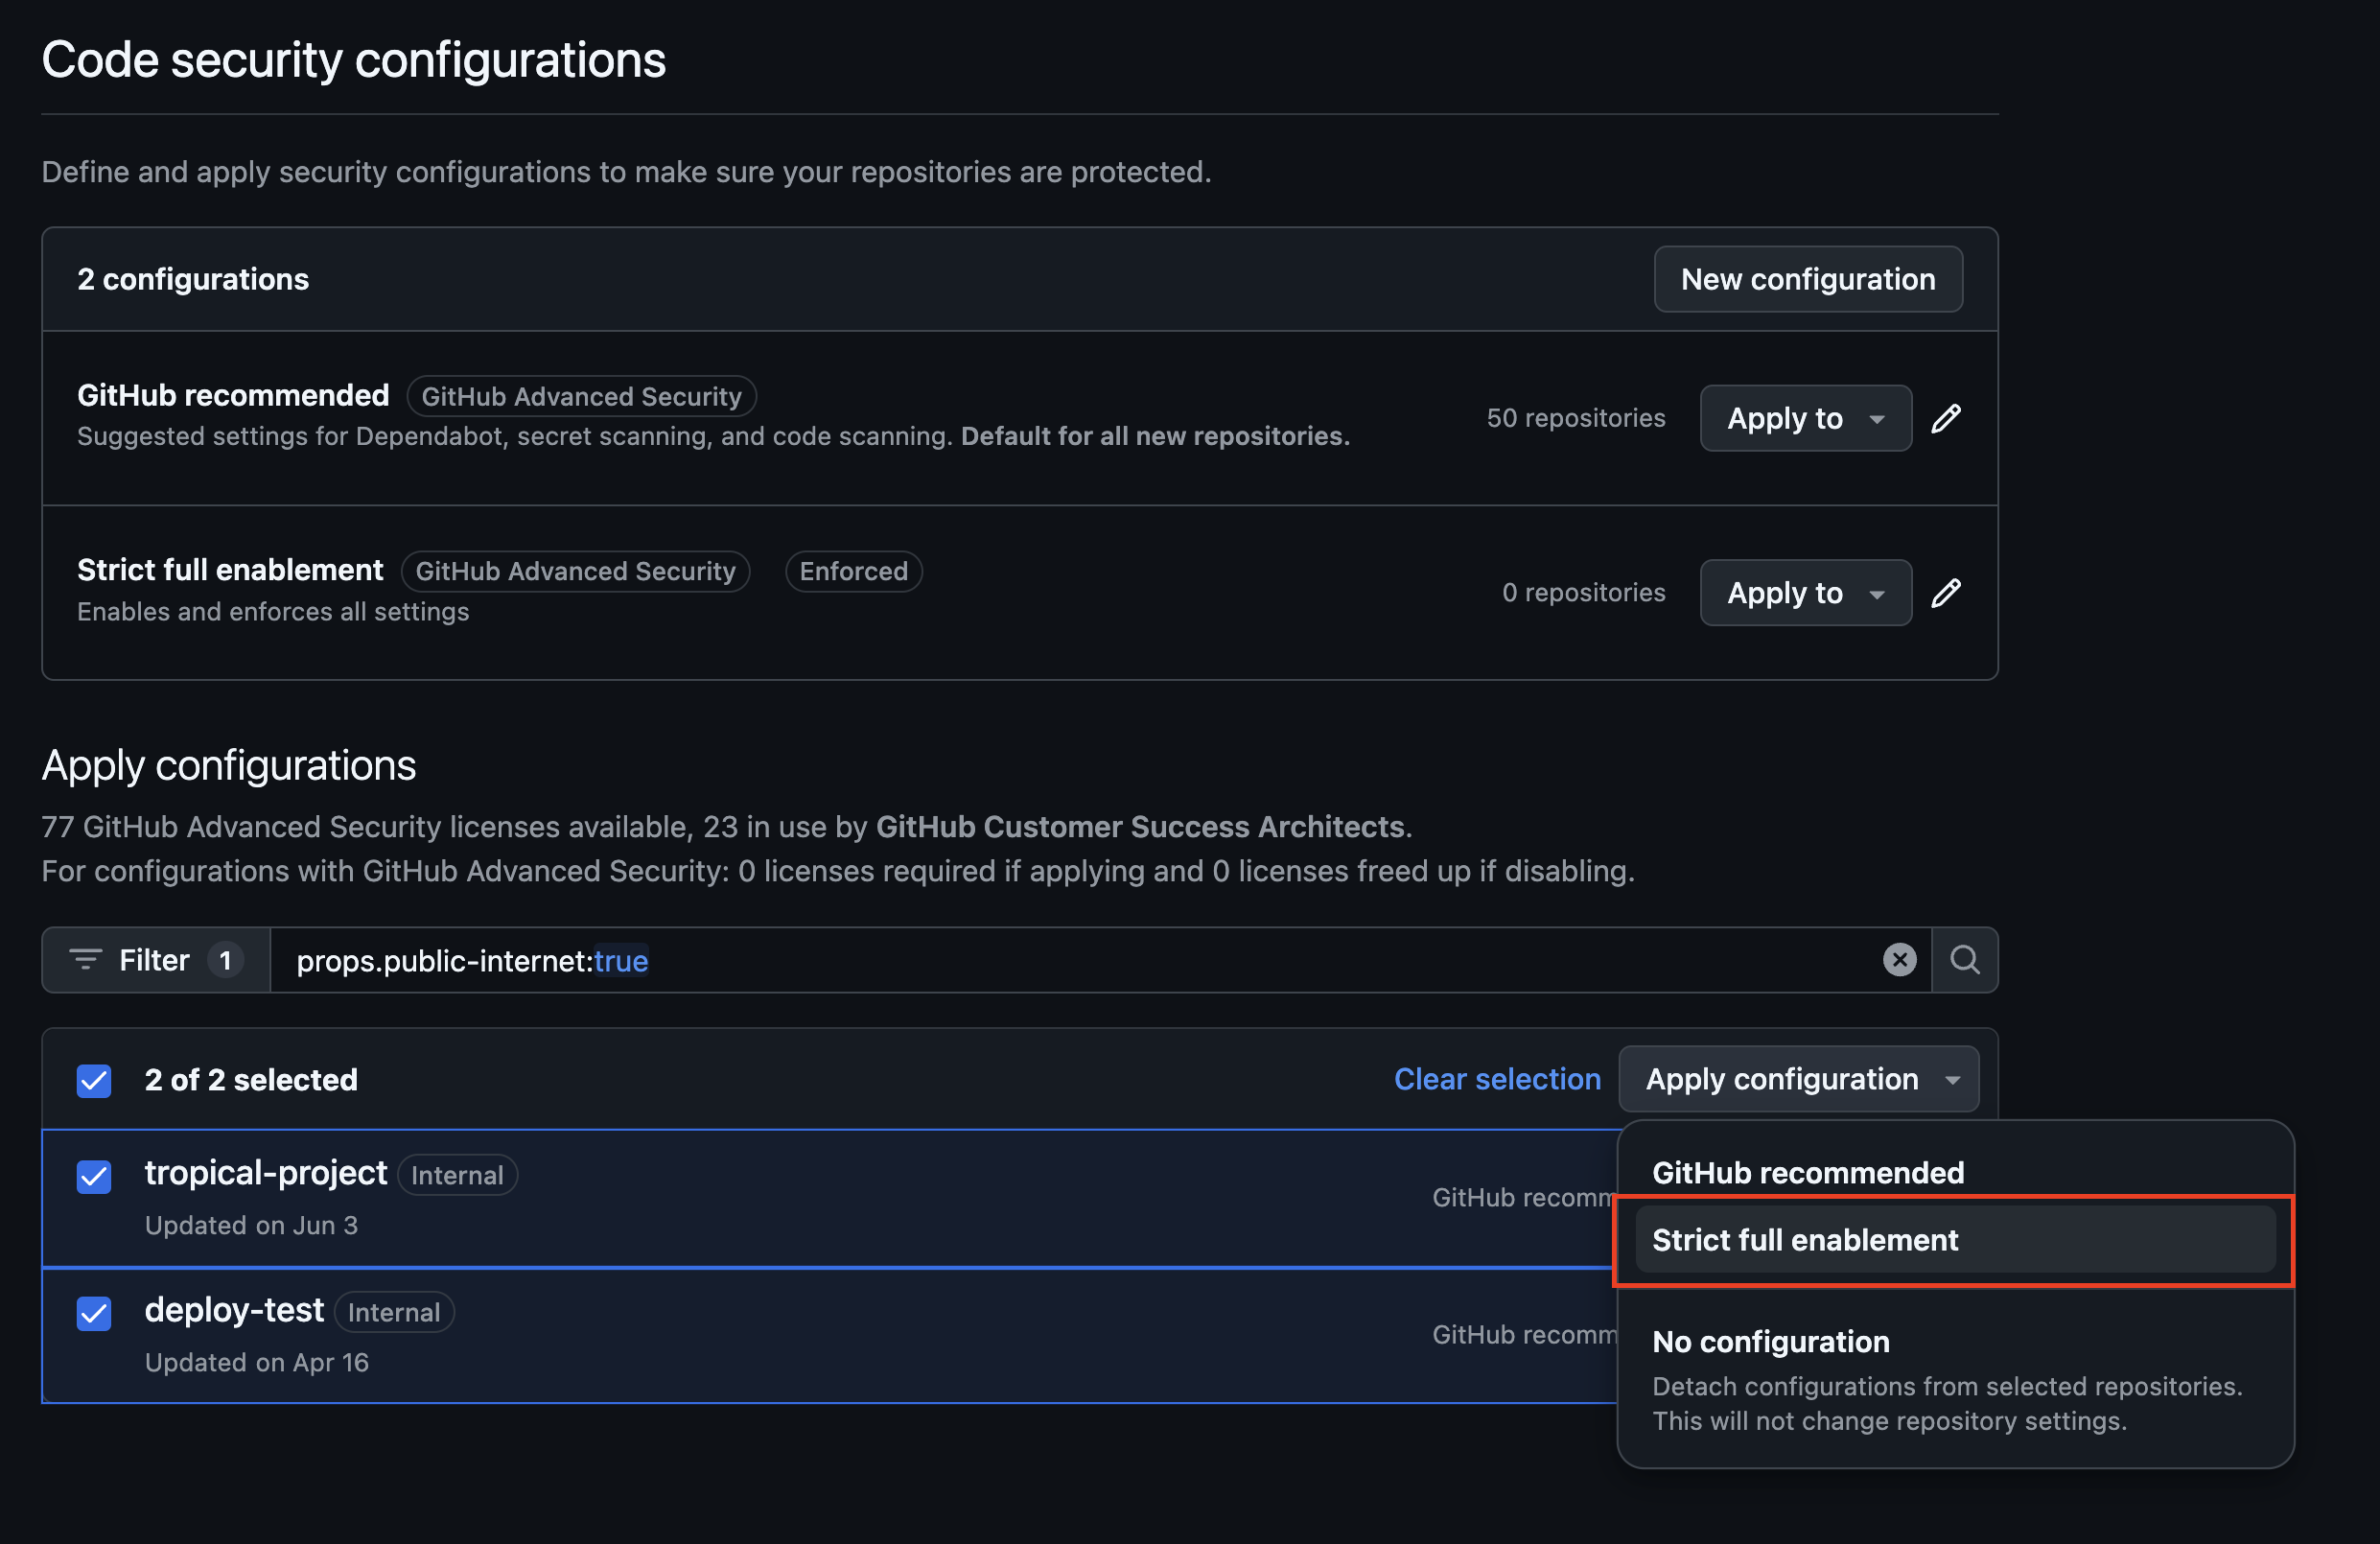 Code security configurations
Define and apply security configurations to make sure your repositories are protected.
2 configurations
New configuration
GitHub recommended GitHub Advanced Security
Suggested settings for Dependabot, secret scanning, and code scanning. Default for all new repositories.
50 repositories
Apply to
Strict full enablement GitHub Advanced Security Enforced
Enables and enforces all settings
0 repositories
Apply to
Apply configurations
77 GitHub Advanced Security licenses available, 23 in use by GitHub Customer Success Architects.
For configurations with GitHub Advanced Security: 0 licenses required if applying and 0 licenses freed up if disabling.
Filter 1
props.public-internet:true
2 of 2 selected
Clear selection
Apply configuration
tropical-project Internal
Updated on Jun 3
GitHub recomm
deploy-test Internal
Updated on Apr 16
GitHub recomm
GitHub recommended
Strict full enablement
No configuration
Detach configurations from selected repositories.
This will not change repository settings.